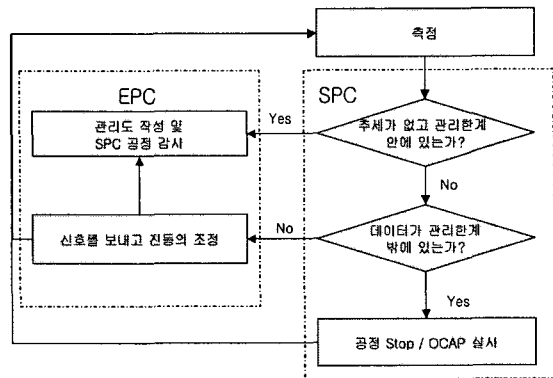 측정
EPC
SPC
관리도 작성 및
SPC 공정 감사
Yes
추세가 없고 관리한계
안에 있는가?
No
신호를 보내고 진동의 조정
No
데이터가 관리한계
밖에 있는가?
Yes
공정 Stop / OCAP 실시